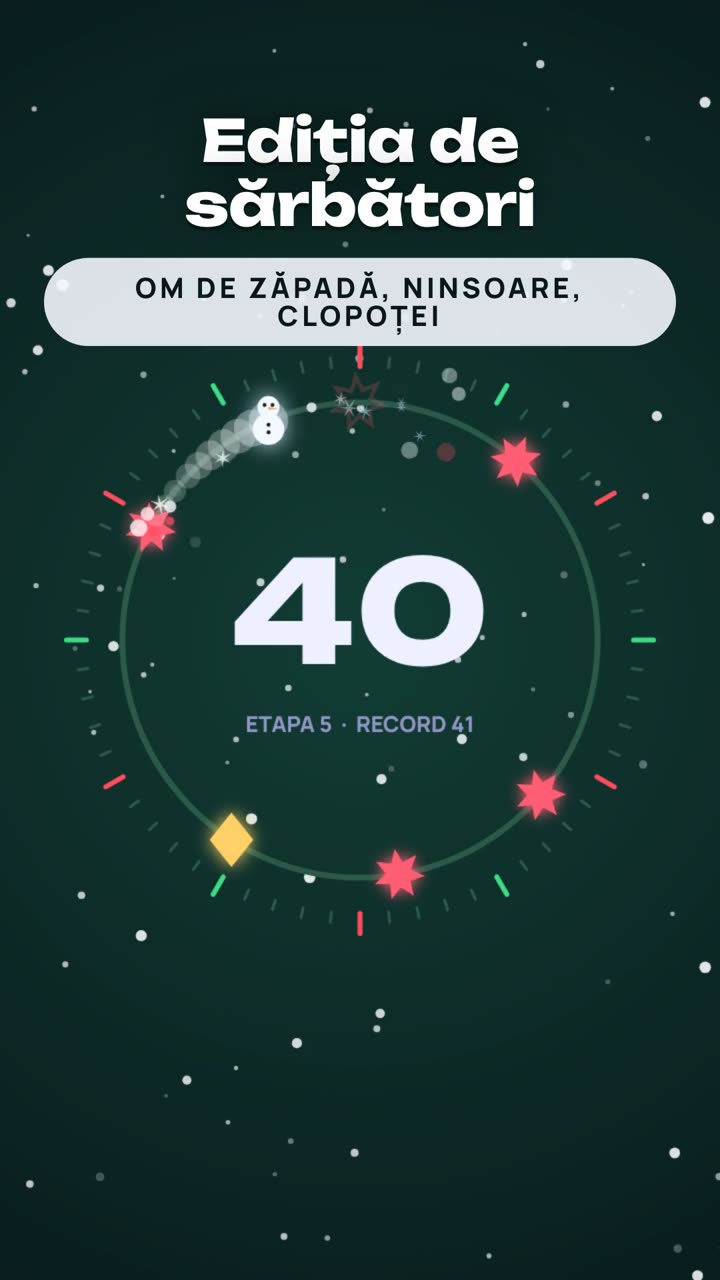 Ediția de
sărbători
OM DE ZĂPADĂ, NINSOARE,
CLOPOȚEI
40
ETAPA 5 · RECORD 41